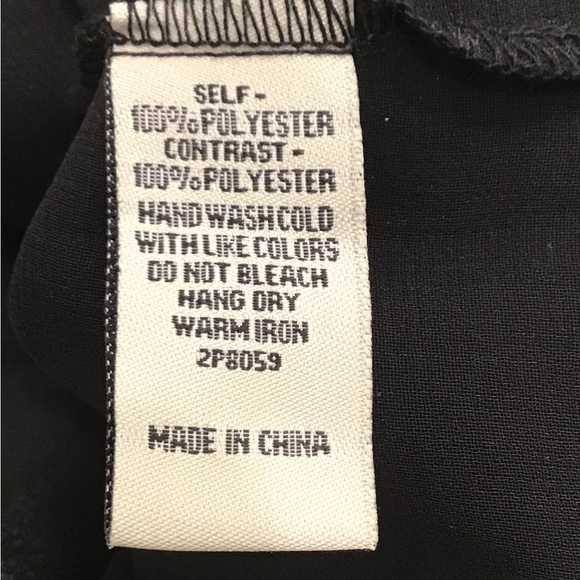 SELF-
100%POLYESTER
CONTRAST-
100%POLYESTER
HAND WASH COLD
WITH LIKE COLORS
DO NOT BLEACH
HANG DRY
WARM IRON
2P8059
MADE IN CHINA